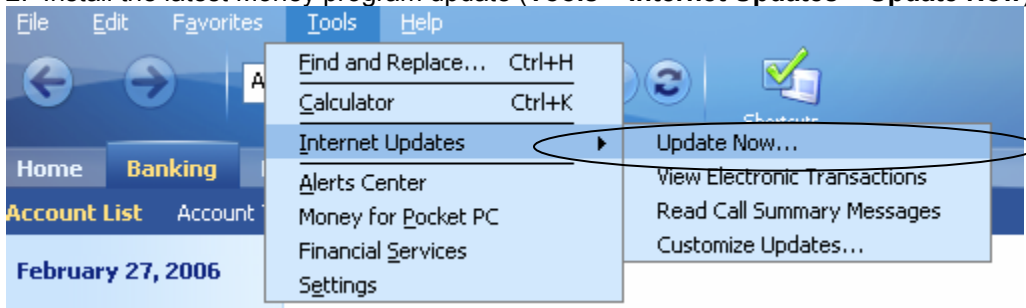 2. Install the latest Money program update (Tools – Internet Updates – Update Now)
File Edit Favorites Tools Help
Find and Replace... Ctrl+H
Calculator Ctrl+K
Shortcuts
Internet Updates Update Now...
Home Banking
Alerts Center View Electronic Transactions
Account List Account
Money for Pocket PC Read Call Summary Messages
Financial Services Customize Updates...
February 27, 2006
Settings